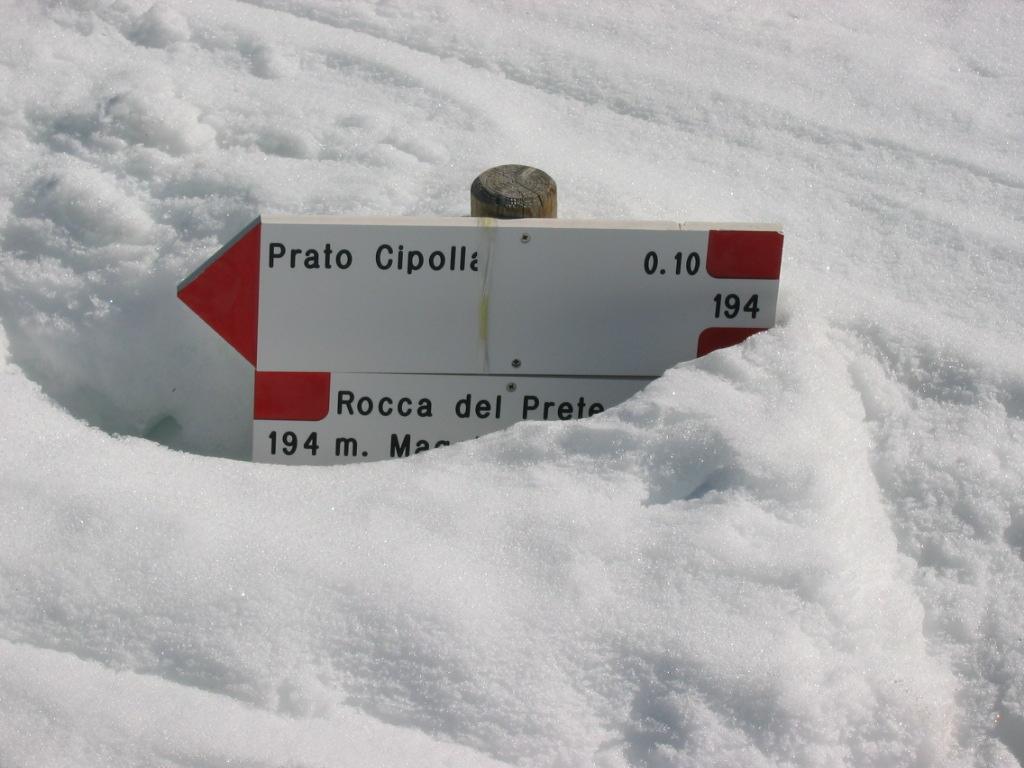 Prato Cipolla 0.10
194
Rocca del Prete
194 m.